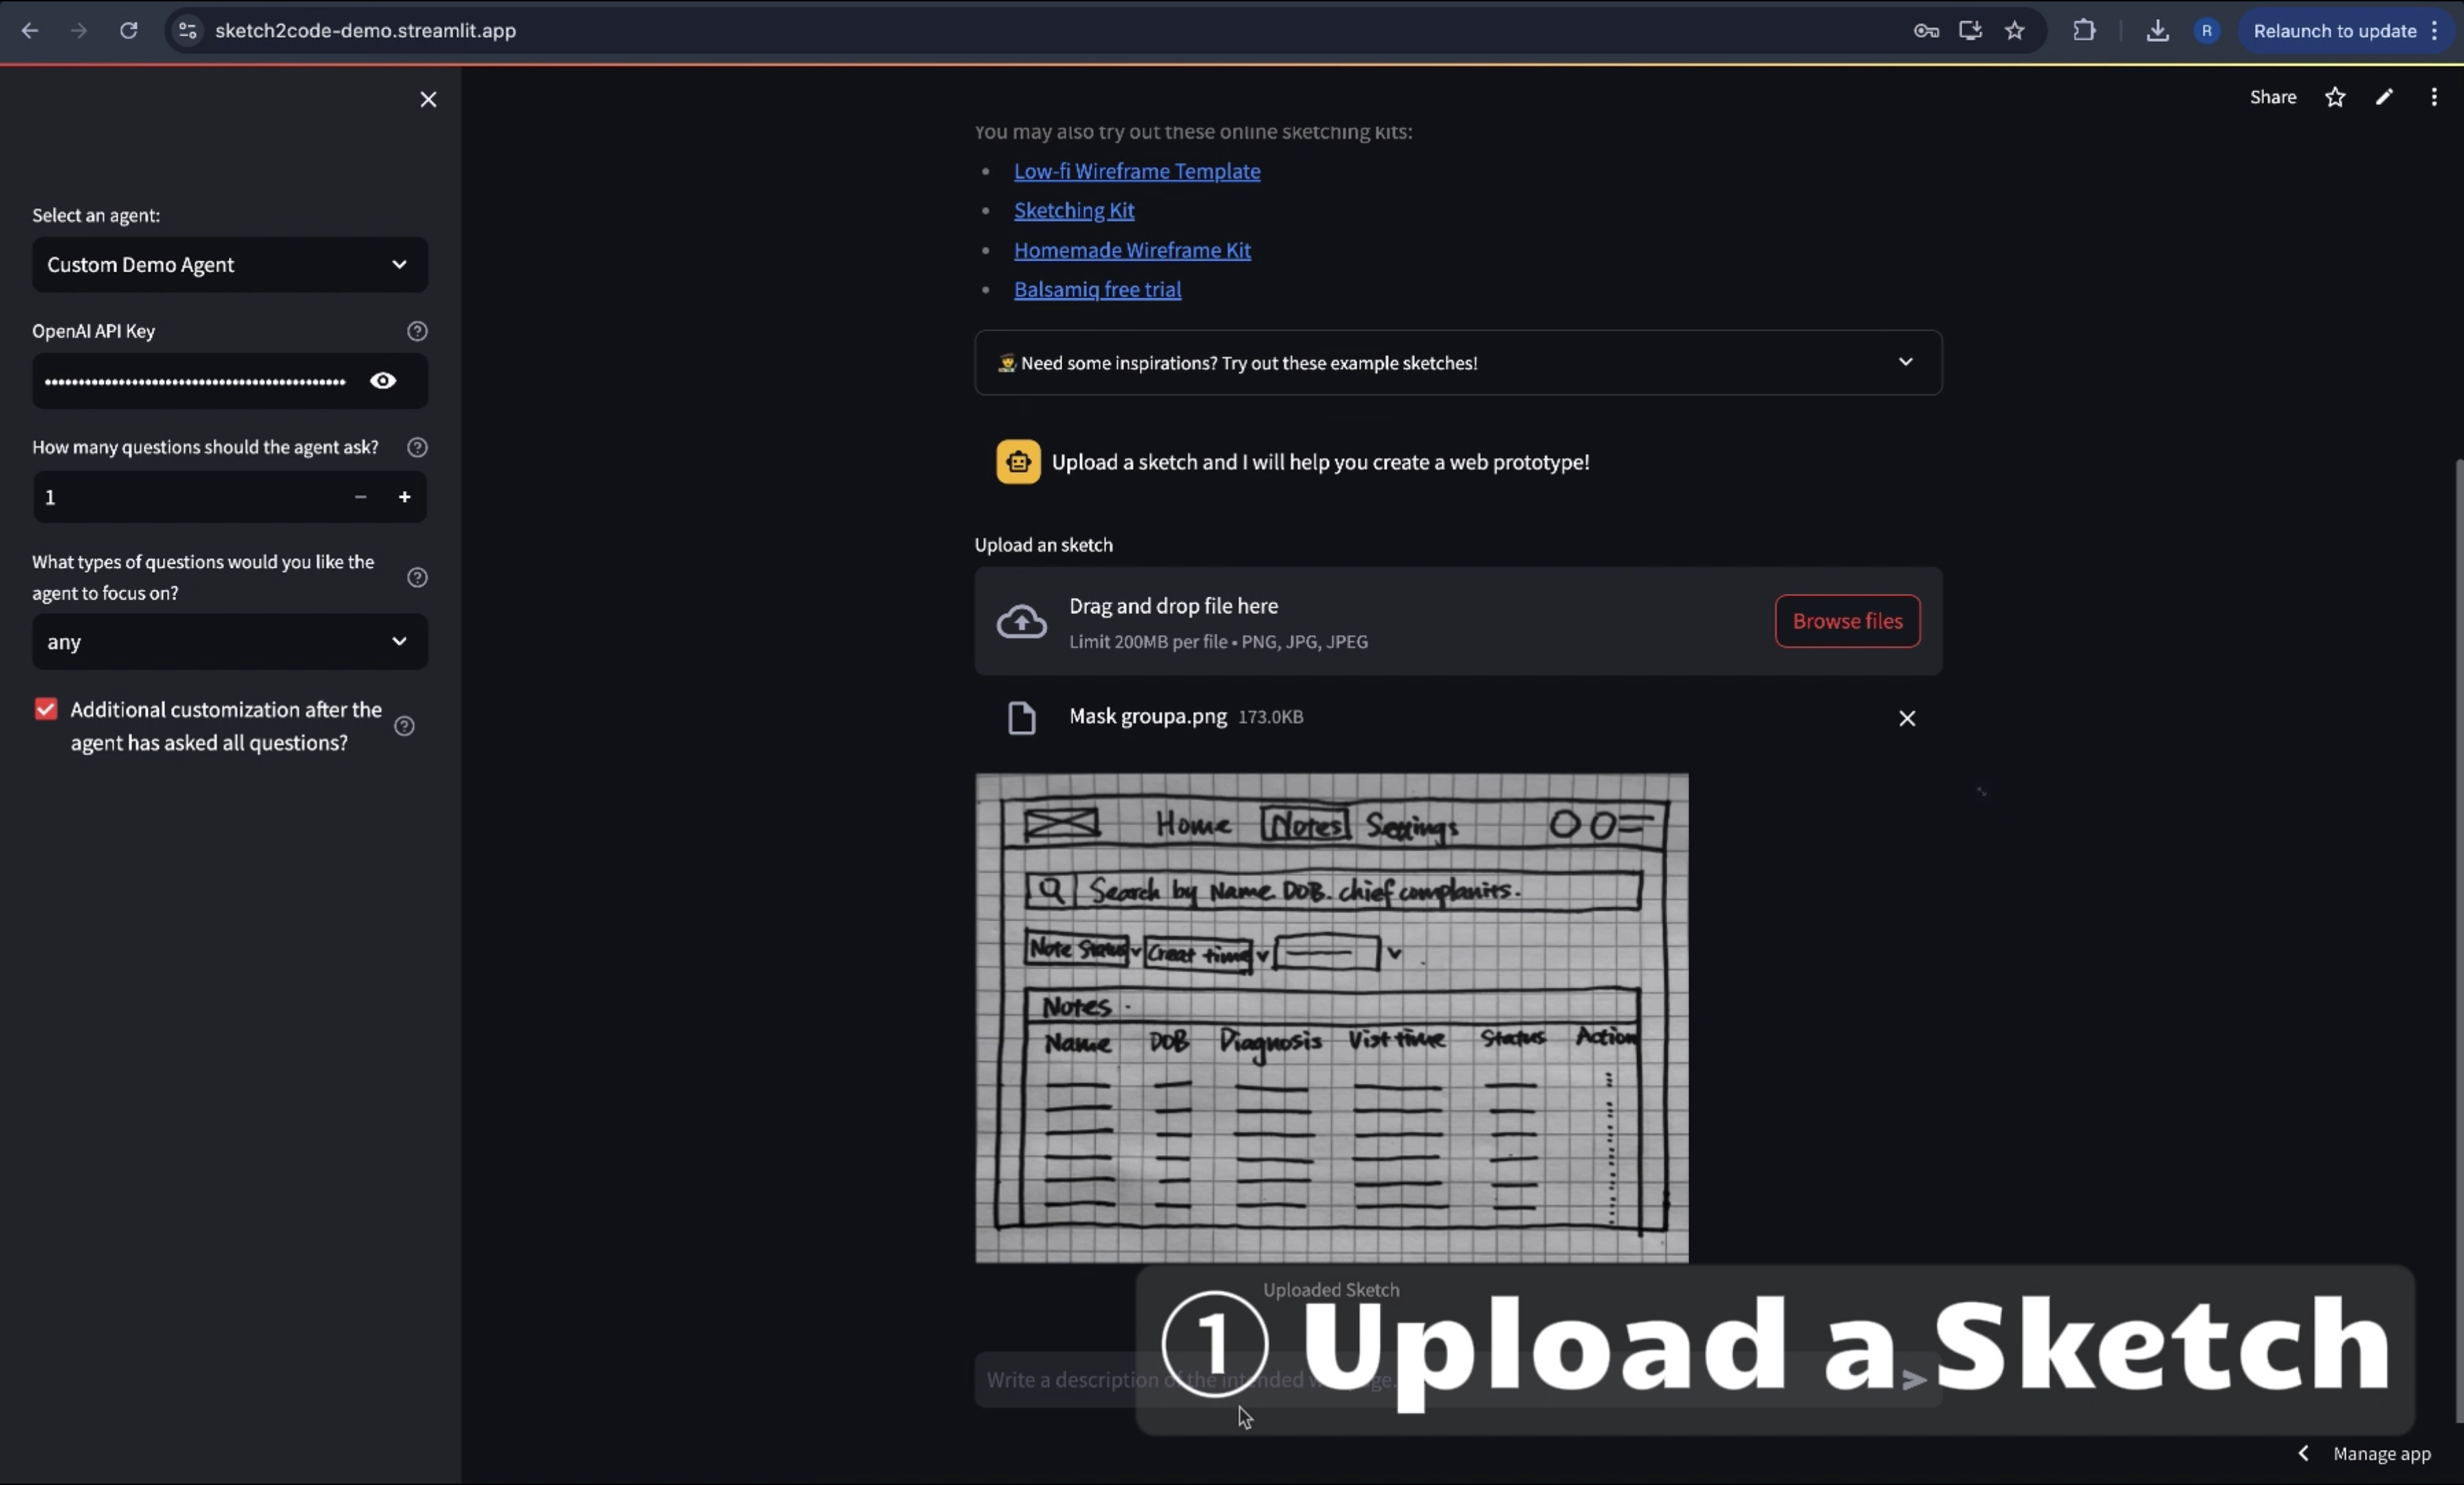 sketch2code-demo.streamlit.app
R
Relaunch to update
Share
Select an agent:
Custom Demo Agent
OpenAI API Key
How many questions should the agent ask?
1
What types of questions would you like the
agent to focus on?
any
Additional customization after the
agent has asked all questions?
You may also try out these online sketching kits:
Low-fi Wireframe Template
Sketching Kit
Homemade Wireframe Kit
Balsamiq free trial
Need some inspirations? Try out these example sketches!
Upload a sketch and I will help you create a web prototype!
Upload an sketch
Drag and drop file here
Limit 200MB per file • PNG, JPG, JPEG
Browse files
Mask groupa.png 173.0KB
Home Notes Settings
Search by Name DOB. chief complanits.
Note Status Creat time
Notes
Name DOB Diagnosis Vist time Status Action
Uploaded Sketch
1 Upload a Sketch
Write a description of the intended
Manage app